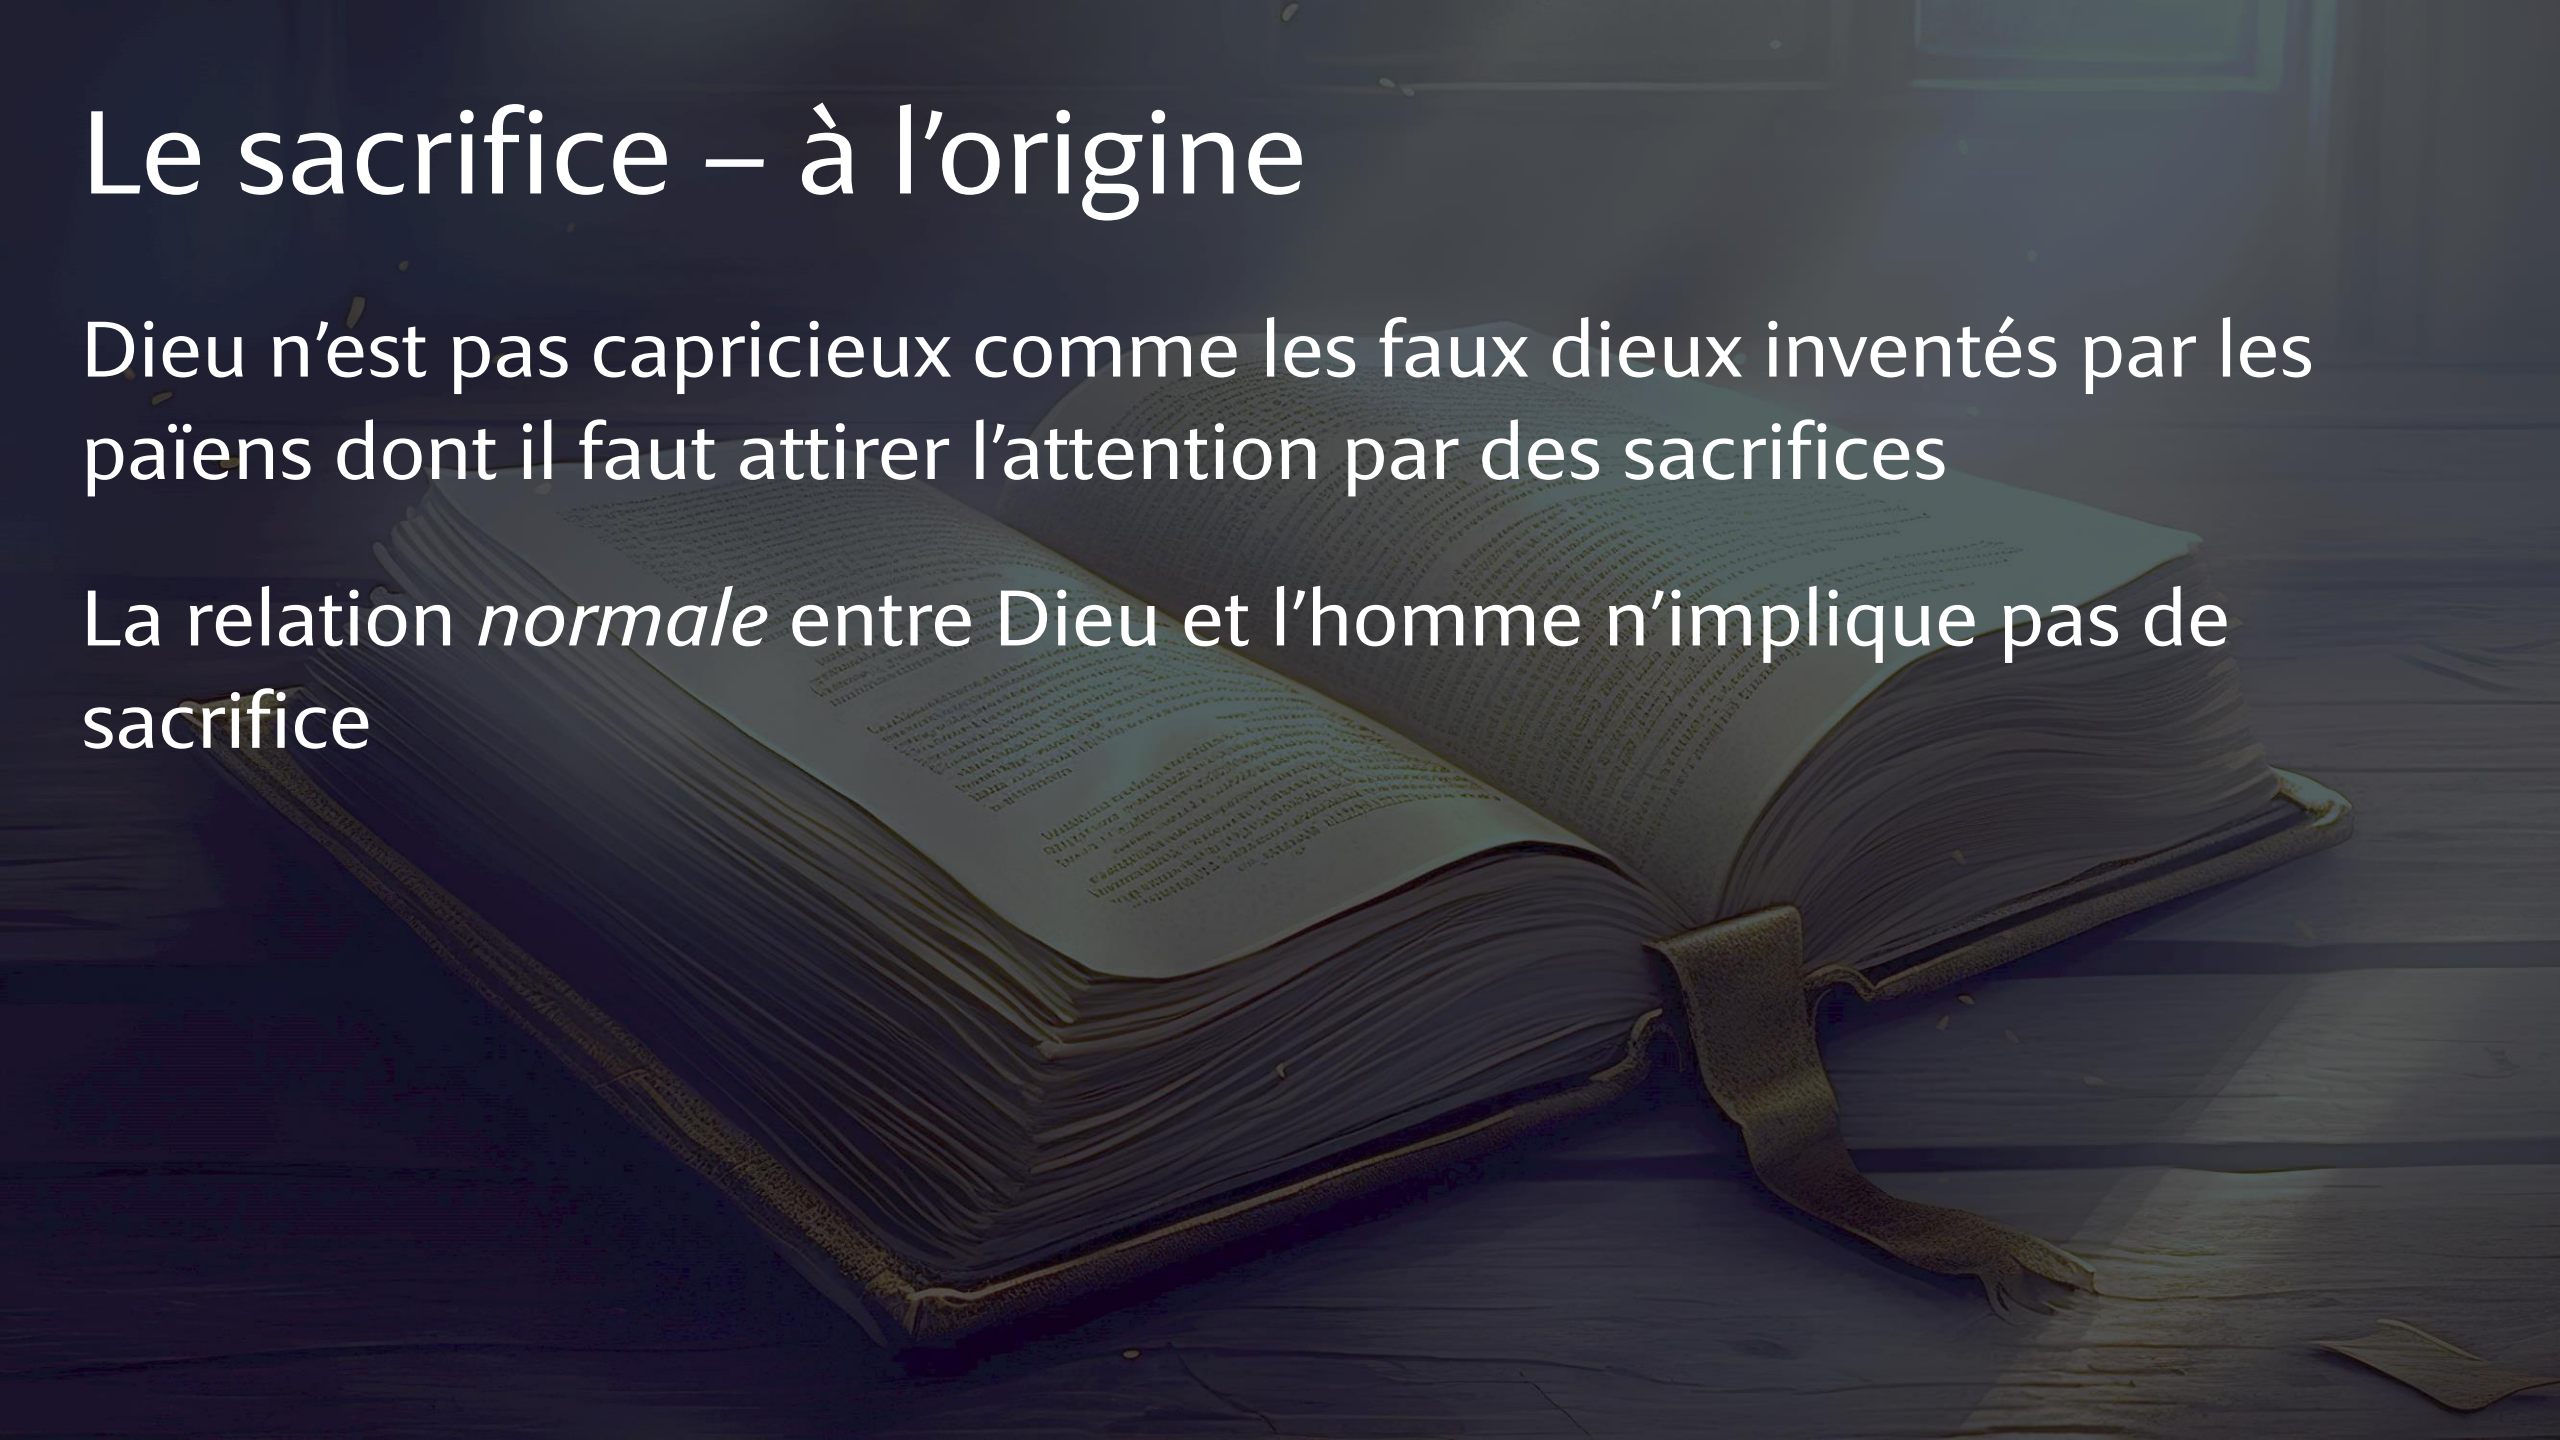 Le sacrifice – à l’origine
Dieu n’est pas capricieux comme les faux dieux inventés par les
païens dont il faut attirer l’attention par des sacrifices
La relation normale entre Dieu et l’homme n’implique pas de
sacrifice